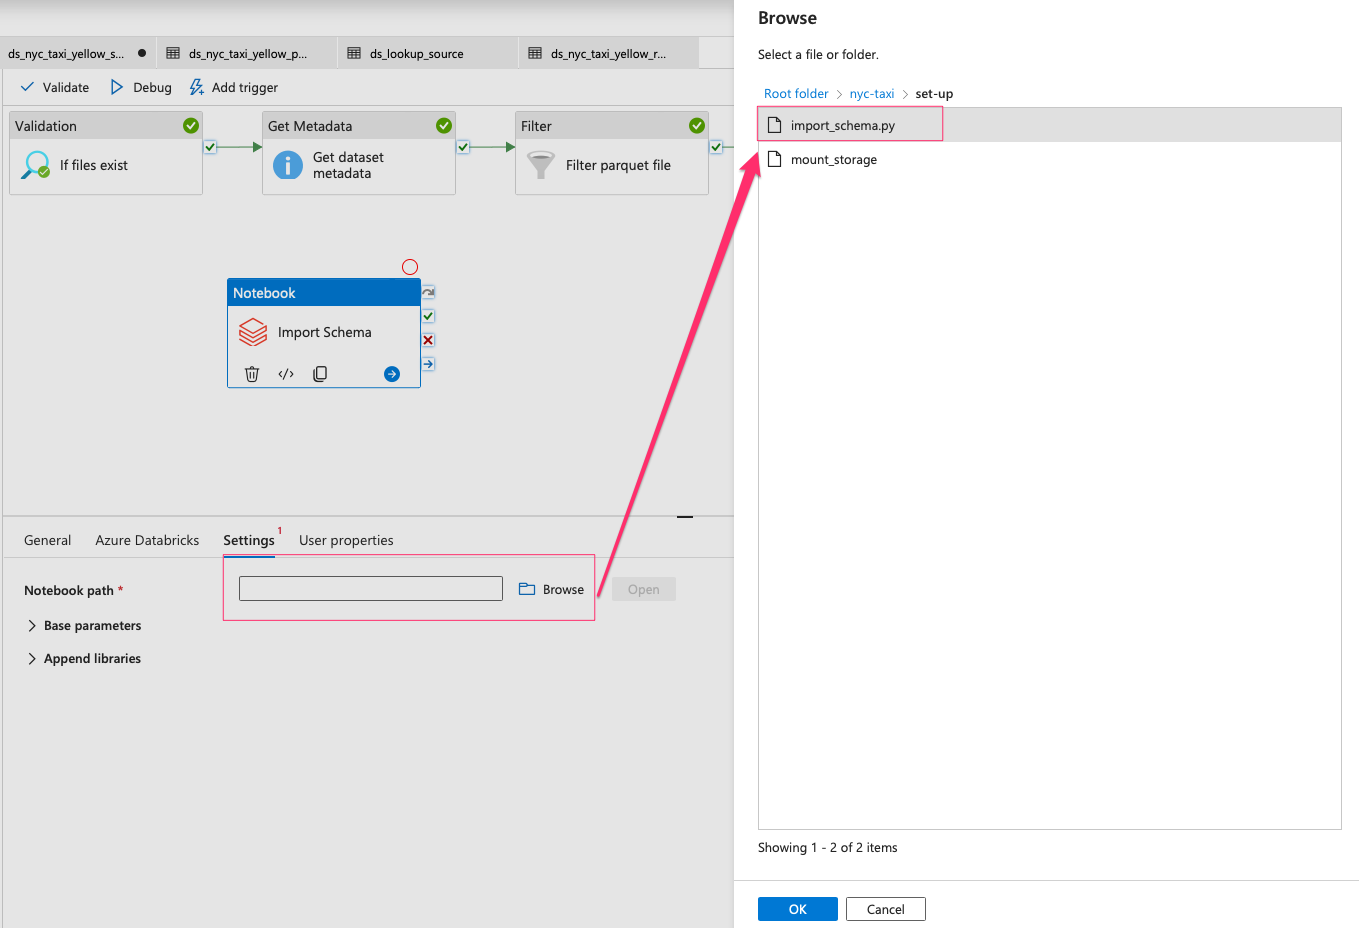 ds_nyc_taxi_yellow_s...
ds_nyc_taxi_yellow_p...
ds_lookup_source
ds_nyc_taxi_yellow_r...
Validate
Debug
Add trigger
Validation
If files exist
Get Metadata
Get dataset
metadata
Filter
Filter parquet file
Notebook
Import Schema
General
Azure Databricks
Settings 1
User properties
Notebook path *
Browse
Open
Base parameters
Append libraries
Browse
Select a file or folder.
Root folder > nyc-taxi > set-up
import_schema.py
mount_storage
Showing 1 - 2 of 2 items
OK
Cancel